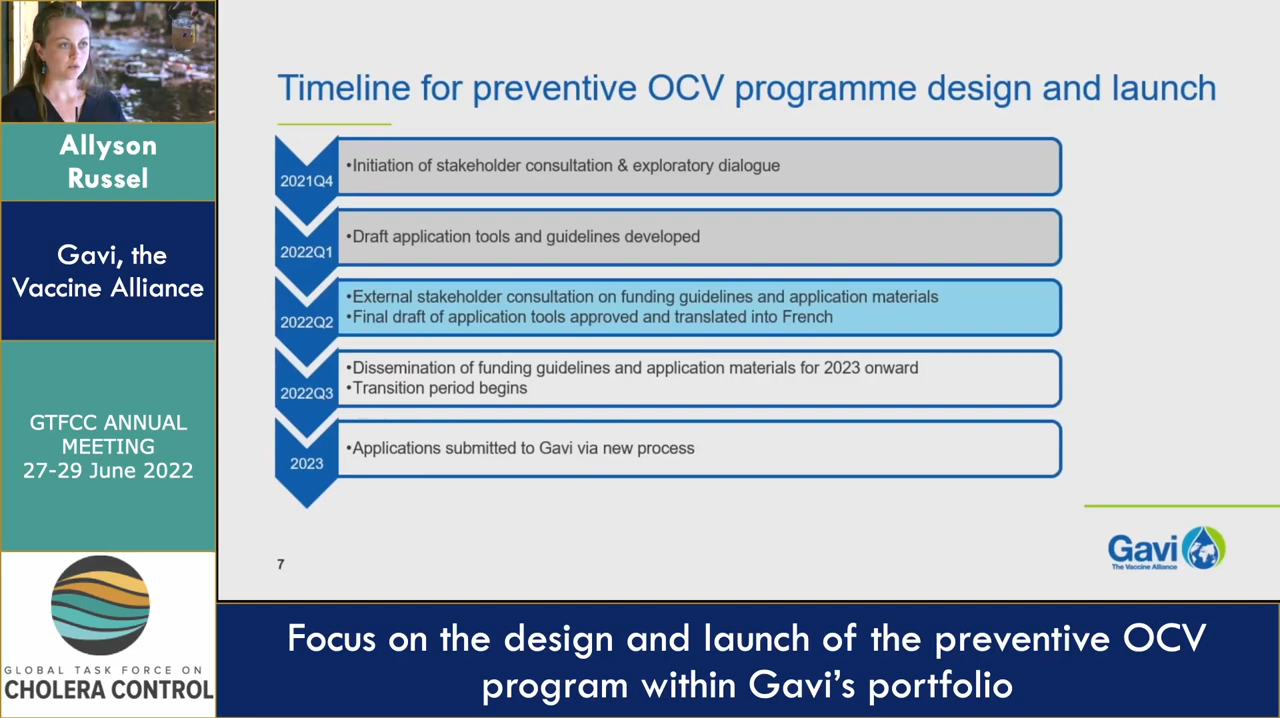 Allyson
Russel
Gavi, the
Vaccine Alliance
GTFCC ANNUAL
MEETING
27-29 June 2022
GLOBAL TASK FORCE ON
CHOLERA CONTROL
Timeline for preventive OCV programme design and launch
2021Q4
•Initiation of stakeholder consultation & exploratory dialogue
2022Q1
•Draft application tools and guidelines developed
2022Q2
•External stakeholder consultation on funding guidelines and application materials
•Final draft of application tools approved and translated into French
2022Q3
•Dissemination of funding guidelines and application materials for 2023 onward
•Transition period begins
2023
•Applications submitted to Gavi via new process
7
Gavi
The Vaccine Alliance
Focus on the design and launch of the preventive OCV
program within Gavi’s portfolio